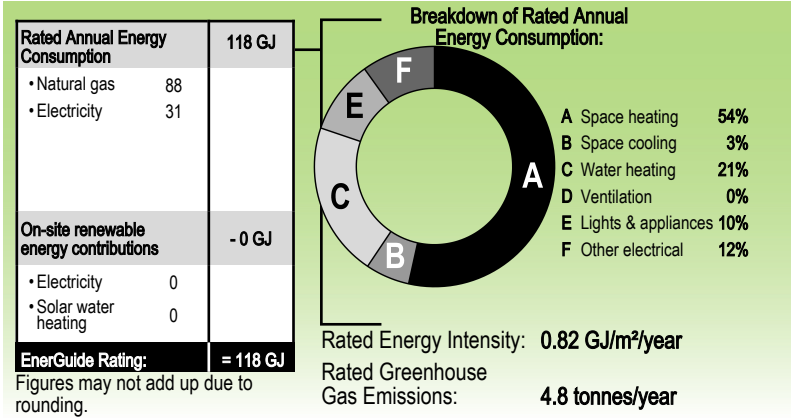 Rated Annual Energy
Consumption
118 GJ
• Natural gas 88
• Electricity 31
On-site renewable
energy contributions
- 0 GJ
• Electricity 0
• Solar water
heating
0
EnerGuide Rating: = 118 GJ
Figures may not add up due to
rounding.
Breakdown of Rated Annual
Energy Consumption:
F
E
A
C
B
A Space heating 54%
B Space cooling 3%
C Water heating 21%
D Ventilation 0%
E Lights & appliances 10%
F Other electrical 12%
Rated Energy Intensity: 0.82 GJ/m²/year
Rated Greenhouse
Gas Emissions: 4.8 tonnes/year